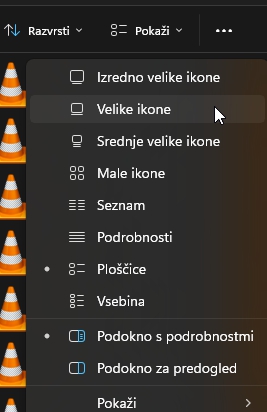 Razvrsti
Pokaži
Izredno velike ikone
Velike ikone
Srednje velike ikone
Male ikone
Seznam
Podrobnosti
Ploščice
Vsebina
Podokno s podrobnostmi
Podokno za predogled
Pokaži